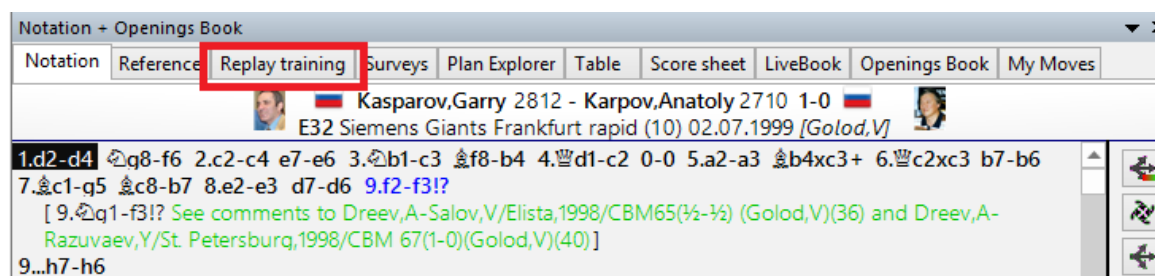 Notation + Openings Book
Notation Reference Replay training Surveys Plan Explorer Table Score sheet LiveBook Openings Book My Moves
Kasparov,Garry 2812 - Karpov,Anatoly 2710 1-0
E32 Siemens Giants Frankfurt rapid (10) 02.07.1999 [Golod,V]
1.d2-d4 ♘g8-f6 2.c2-c4 e7-e6 3.♘b1-c3 ♗f8-b4 4.♕d1-c2 0-0 5.a2-a3 ♗b4xc3+ 6.♕c2xc3 b7-b6
7.♗c1-g5 ♗c8-b7 8.e2-e3 d7-d6 9.f2-f3!?
[ 9.♘g1-f3!? See comments to Dreev,A-Salov,V/Elista,1998/CBM65(½-½) (Golod,V)(36) and Dreev,A-
Razuvaev,Y/St. Petersburg,1998/CBM 67(1-0)(Golod,V)(40)]
9...h7-h6